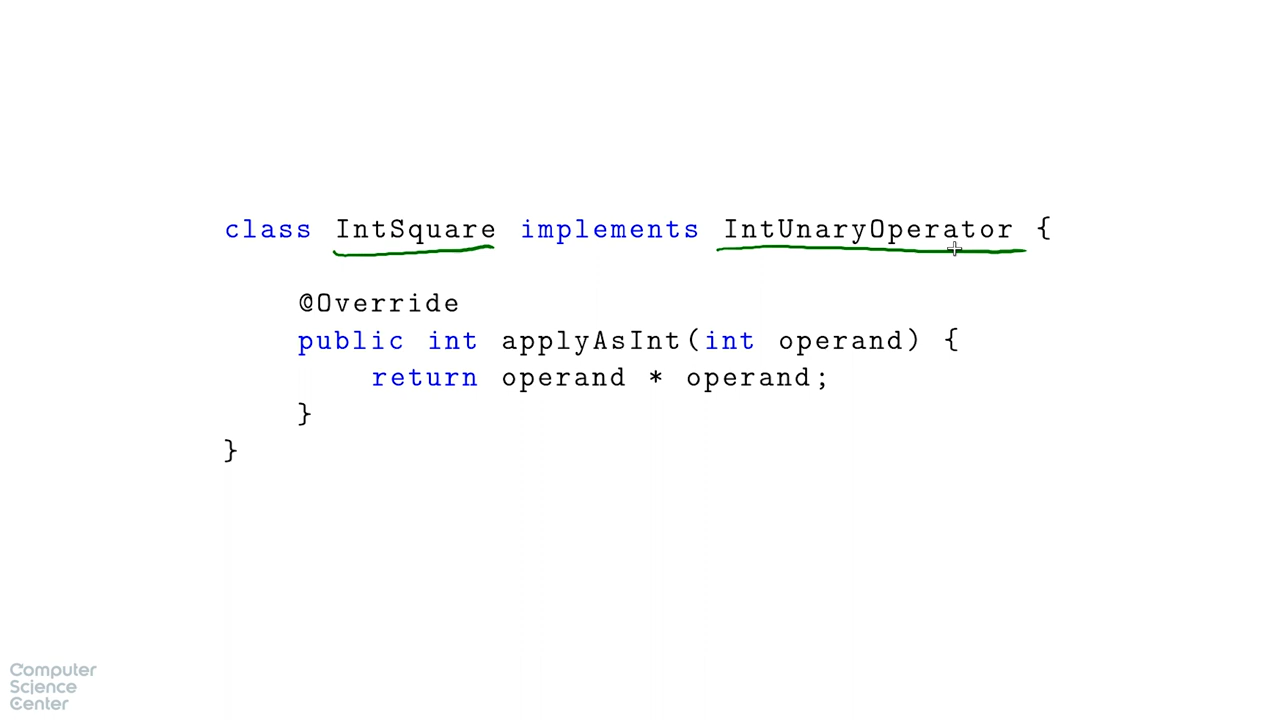 class IntSquare implements IntUnaryOperator {
@Override
public int applyAsInt(int operand) {
return operand * operand;
}
}
Computer
Science
Center